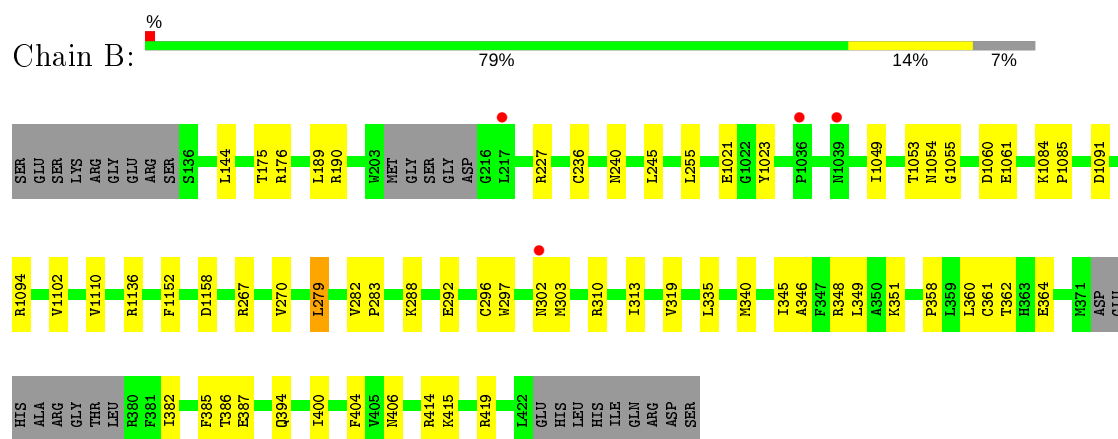 %
Chain B:
79% 14% 7%
SER GLU SER LYS ARG GLY GLU ARG SER S136 L144 T175 R176 L189 R190 W203 MET GLY SER GLY ASP G216 L217 R227 C236 N240 L245 L255 E1021 G1022 Y1023 P1036 N1039 I1049 T1053 N1054 G1055 D1060 E1061 K1084 P1085 D1091
R1094 V1102 V1110 R1136 F1152 D1158 R267 V270 L279 V282 P283 K288 E292 C296 W297 N302 M303 R310 I313 V319 L335 M340 I345 A346 F347 R348 L349 A350 K351 P358 L359 L360 C361 T362 H363 E364 M371 ASP GLU
HIS ALA ARG GLY THR LEU R380 F381 I382 F385 T386 E387 Q394 I400 F404 V405 N406 R414 K415 R419 L422 GLU HIS LEU HIS ILE GLN ARG ASP SER